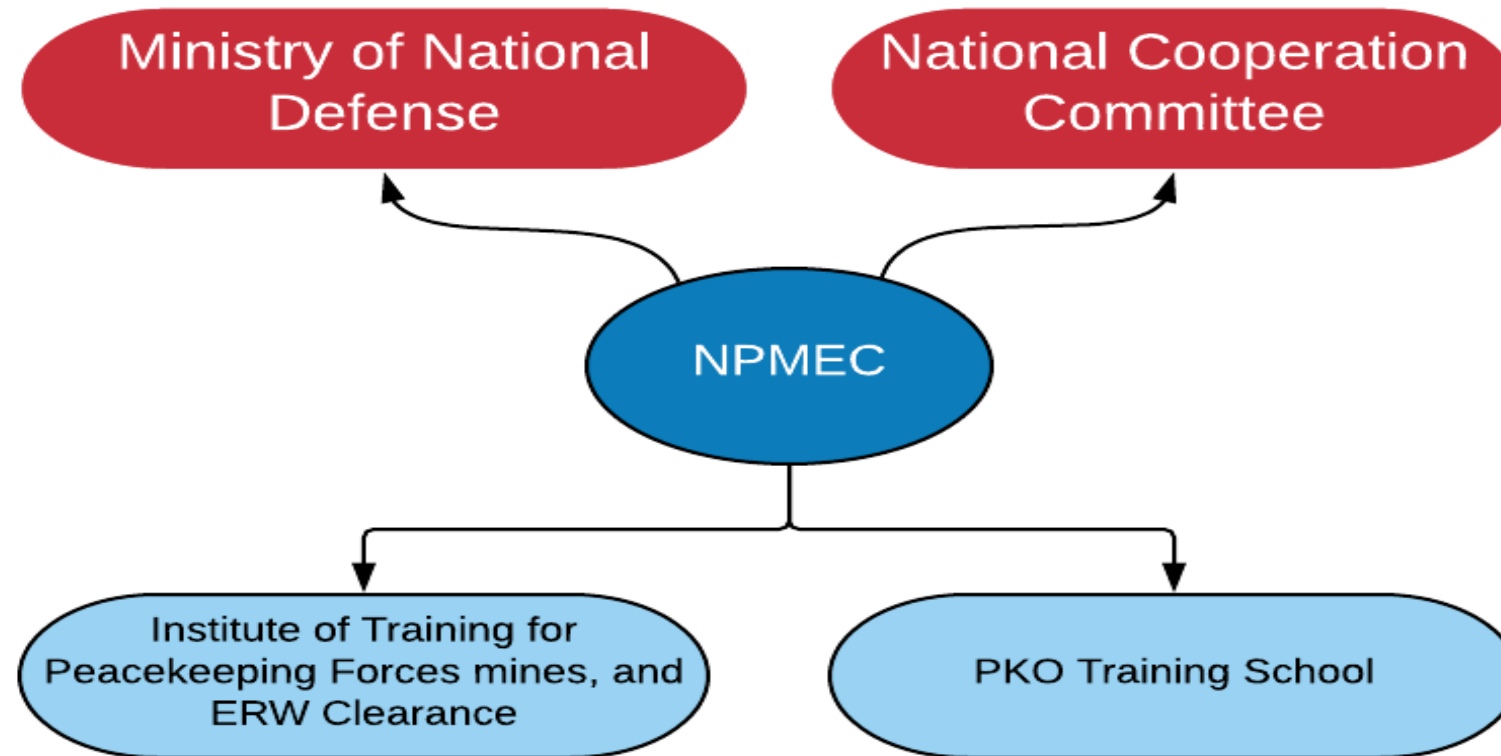 Ministry of National
Defense
National Cooperation
Committee
NPMEC
Institute of Training for
Peacekeeping Forces mines, and
ERW Clearance
PKO Training School